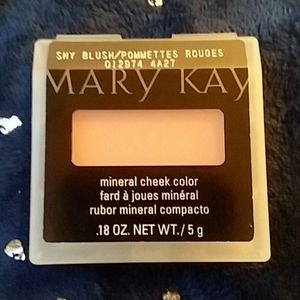 SHY BLUSH/POMMETTES ROUGES
012974 4A27
MARY KAY
mineral cheek color
fard à joues minéral
rubor mineral compacto
.18 OZ. NET WT./5 g